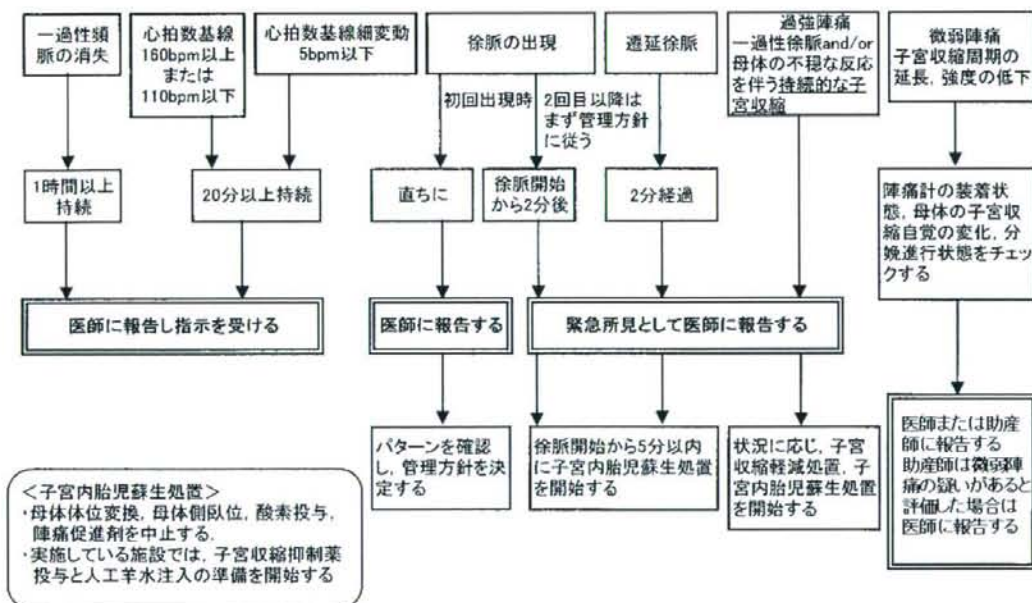 一過性頻
脈の消失
心拍数基線
160bpm以上
または
110bpm以下
心拍数基線細変動
5bpm以下
徐脈の出現
遷延徐脈
過強陣痛
一過性徐脈and/or
母体の不穏な反応
を伴う持続的な子
宮収縮
微弱陣痛
子宮収縮周期の
延長, 強度の低下
初回出現時
2回目以降は
まず管理方針
に従う
1時間以上
持続
20分以上持続
直ちに
徐脈開始
から2分後
2分経過
陣痛計の装着状
態, 母体の子宮収
縮自覚の変化, 分
娩進行状態をチェッ
クする
医師に報告し指示を受ける
医師に報告する
緊急所見として医師に報告する
パターンを確認
し, 管理方針を決
定する
徐脈開始から5分以内
に子宮内胎児蘇生処置
を開始する
状況に応じ, 子宮
収縮軽減処置, 子
宮内胎児蘇生処置
を開始する
医師または助産
師に報告する
助産師は微弱陣
痛の疑いがあると
評価した場合は
医師に報告する
<子宮内胎児蘇生処置>
・母体体位変換, 母体側臥位, 酸素投与,
陣痛促進剤を中止する.
・実施している施設では, 子宮収縮抑制薬
投与と人工羊水注入の準備を開始する